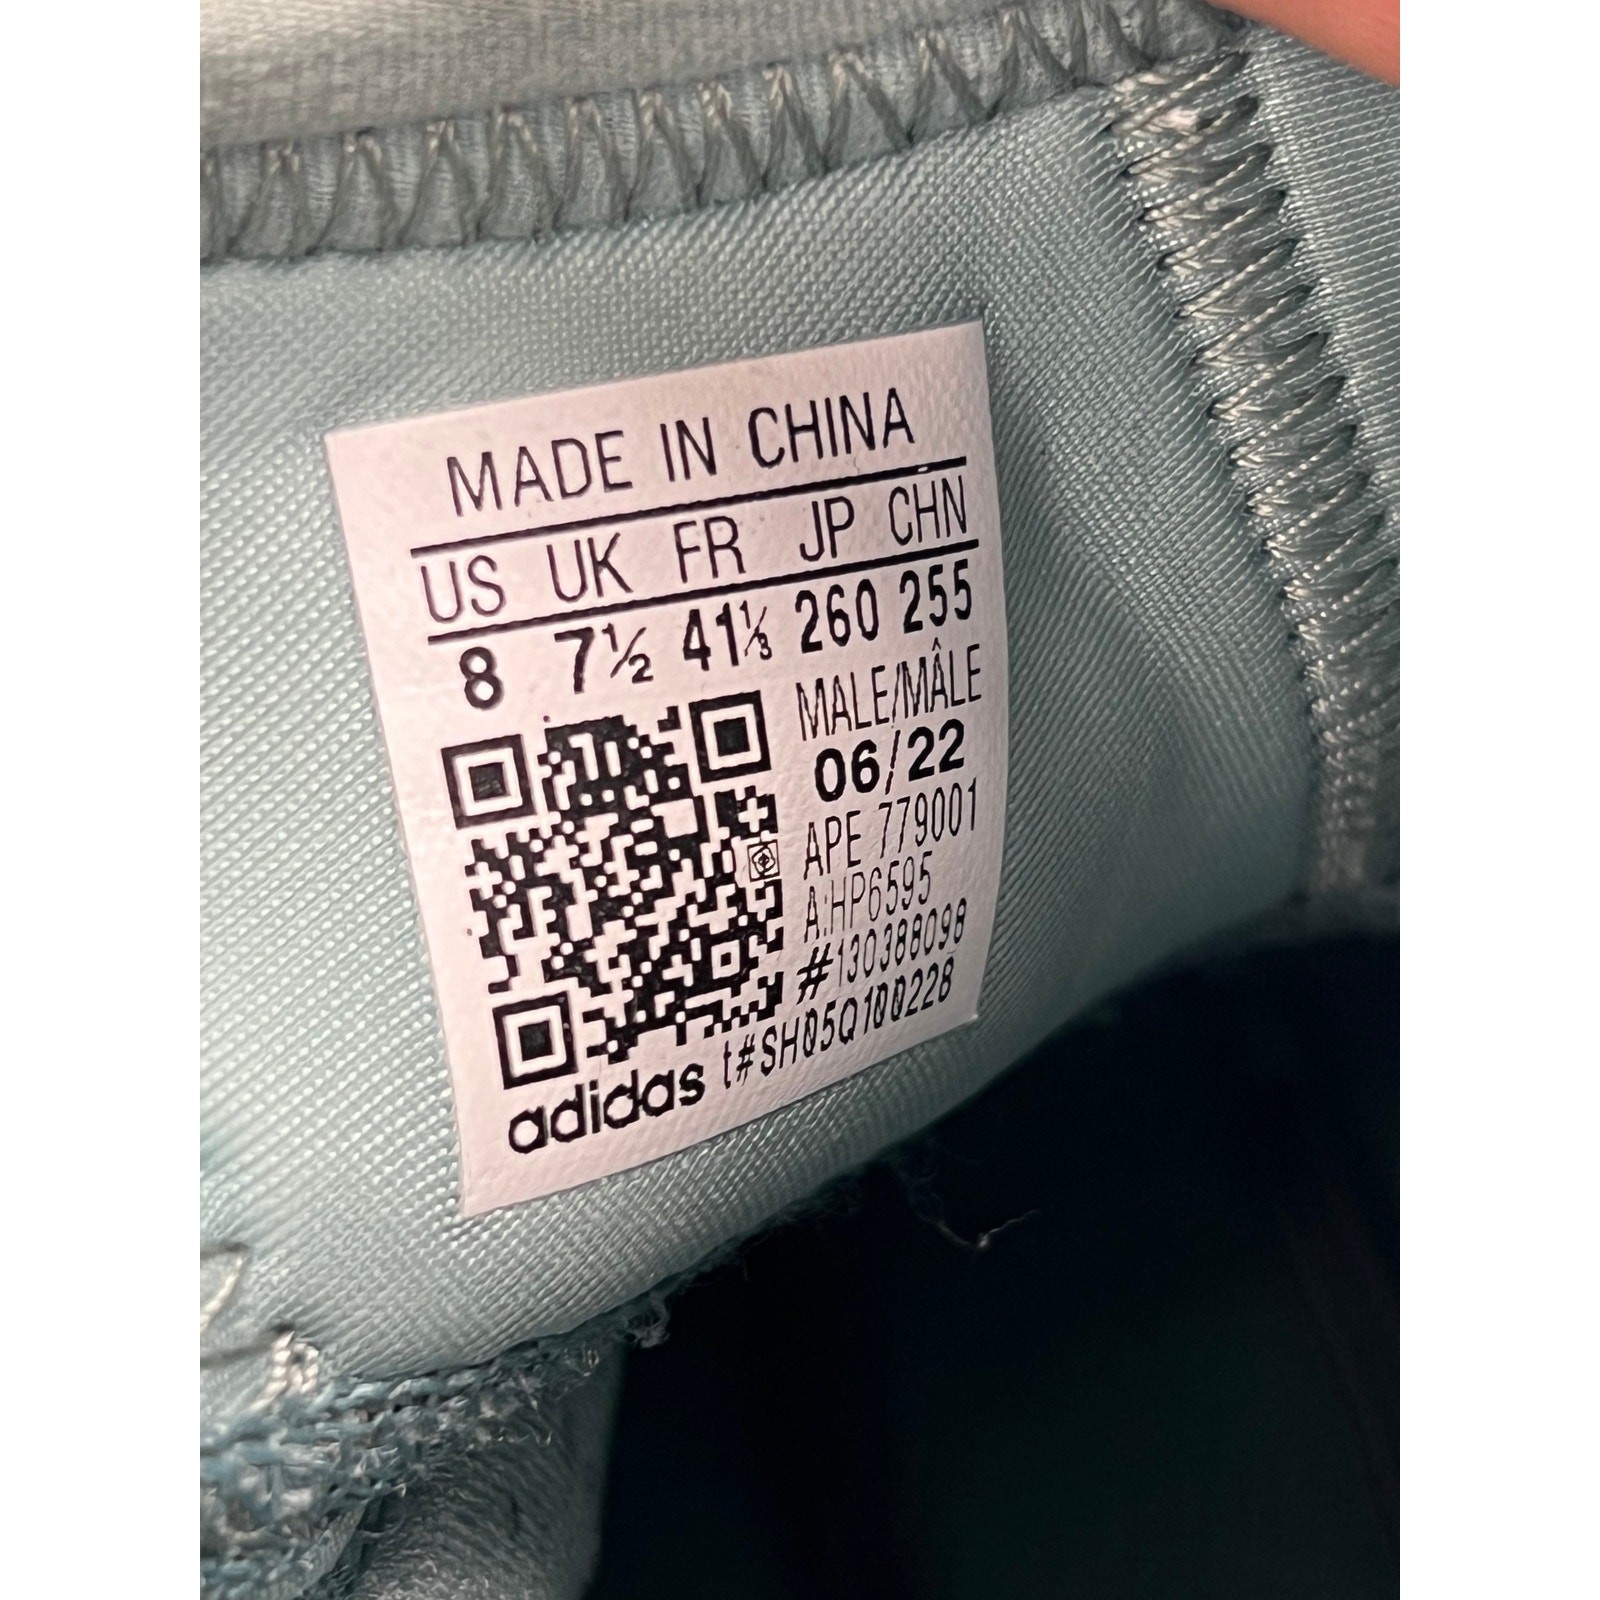 MADE IN CHINA
US UK FR JP CHN
8 7½ 41⅓ 260 255
MALE/MÂLE
06/22
APE 779001
A:HP6595
#130388098
adidas t#SH05Q100228